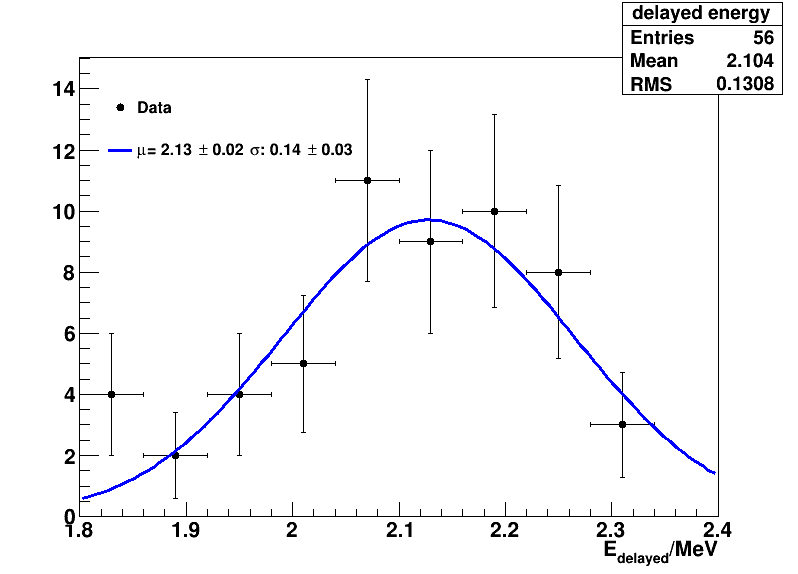 delayed energy
Entries 56
Mean 2.104
RMS 0.1308
Data
μ= 2.13 ± 0.02 σ: 0.14 ± 0.03
14
12
10
8
6
4
2
0
1.8 1.9 2 2.1 2.2 2.3 2.4
E_delayed/MeV